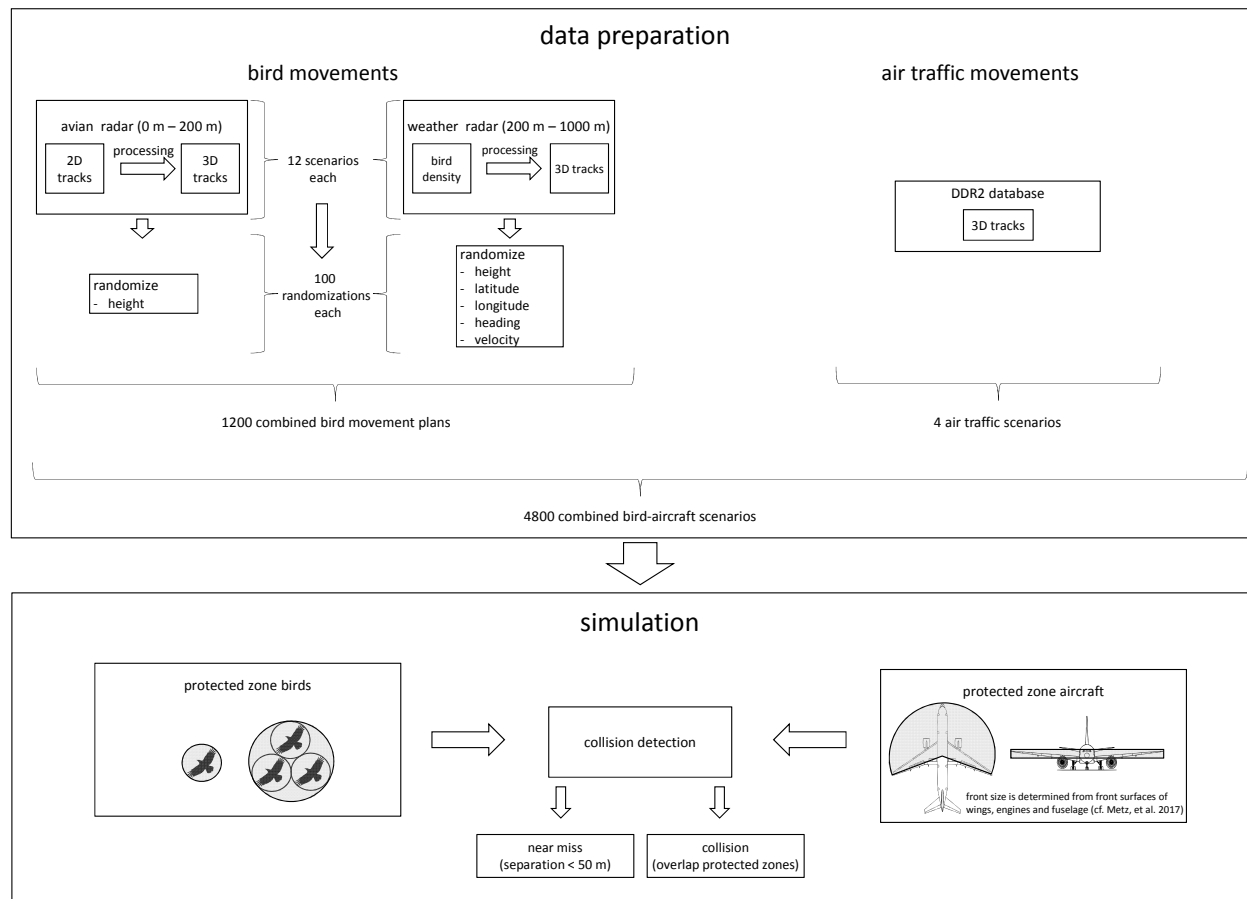 data preparation
bird movements
air traffic movements
avian radar (0 m – 200 m)
processing
2D
tracks
3D
tracks
12 scenarios
each
weather radar (200 m – 1000 m)
processing
bird
density
3D tracks
DDR2 database
3D tracks
randomize
- height
100
randomizations
each
randomize
- height
- latitude
- longitude
- heading
- velocity
1200 combined bird movement plans
4 air traffic scenarios
4800 combined bird-aircraft scenarios
simulation
protected zone birds
collision detection
protected zone aircraft
front size is determined from front surfaces of
wings, engines and fuselage (cf. Metz, et al. 2017)
near miss
(separation < 50 m)
collision
(overlap protected zones)